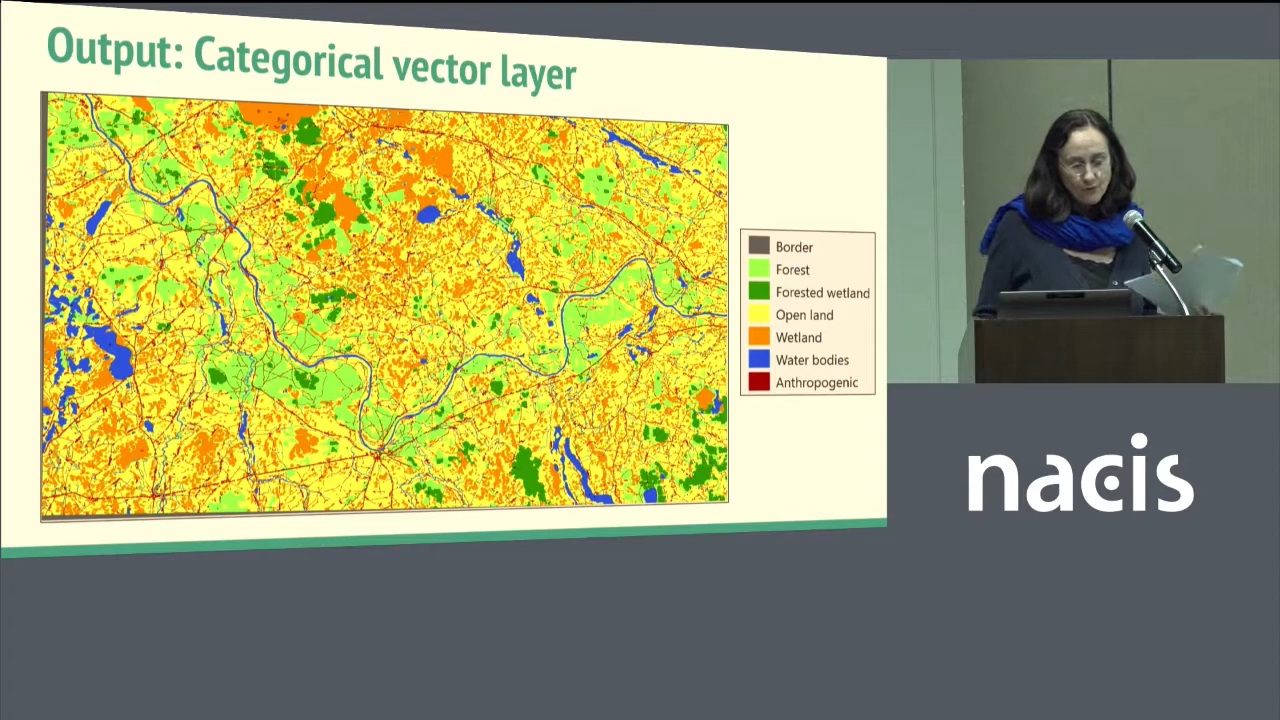 Output: Categorical vector layer
Border
Forest
Forested wetland
Open land
Wetland
Water bodies
Anthropogenic
nacis